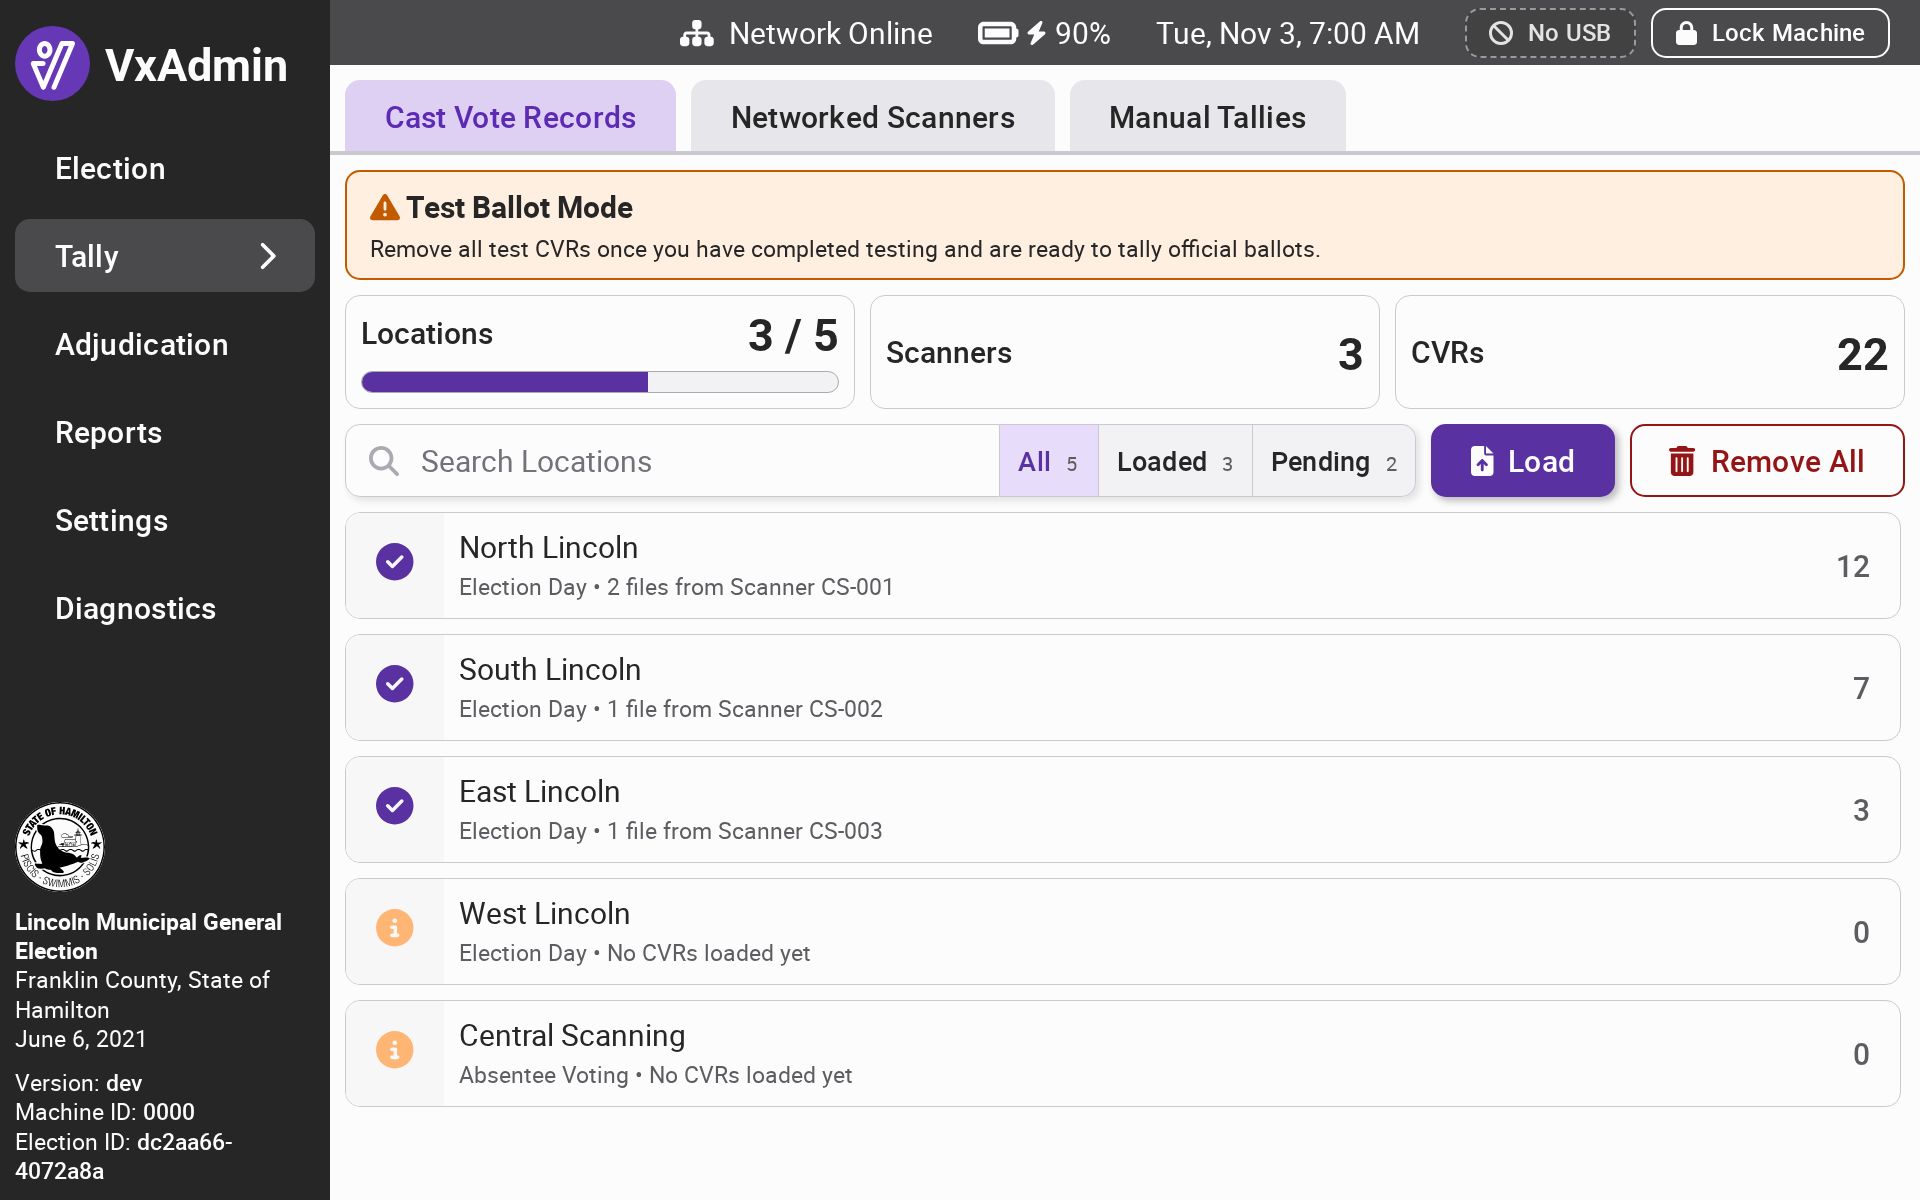 VxAdmin
Network Online
90%
Tue, Nov 3, 7:00 AM
No USB
Lock Machine
Election
Tally
Adjudication
Reports
Settings
Diagnostics
STATE OF HAMILTON
PISCIS · SWIMMIS · SOLIS
Lincoln Municipal General
Election
Franklin County, State of
Hamilton
June 6, 2021
Version: dev
Machine ID: 0000
Election ID: dc2aa66-
4072a8a
Cast Vote Records
Networked Scanners
Manual Tallies
Test Ballot Mode
Remove all test CVRs once you have completed testing and are ready to tally official ballots.
Locations 3 / 5
Scanners 3
CVRs 22
Search Locations
All 5
Loaded 3
Pending 2
Load
Remove All
North Lincoln
Election Day • 2 files from Scanner CS-001
12
South Lincoln
Election Day • 1 file from Scanner CS-002
7
East Lincoln
Election Day • 1 file from Scanner CS-003
3
West Lincoln
Election Day • No CVRs loaded yet
0
Central Scanning
Absentee Voting • No CVRs loaded yet
0